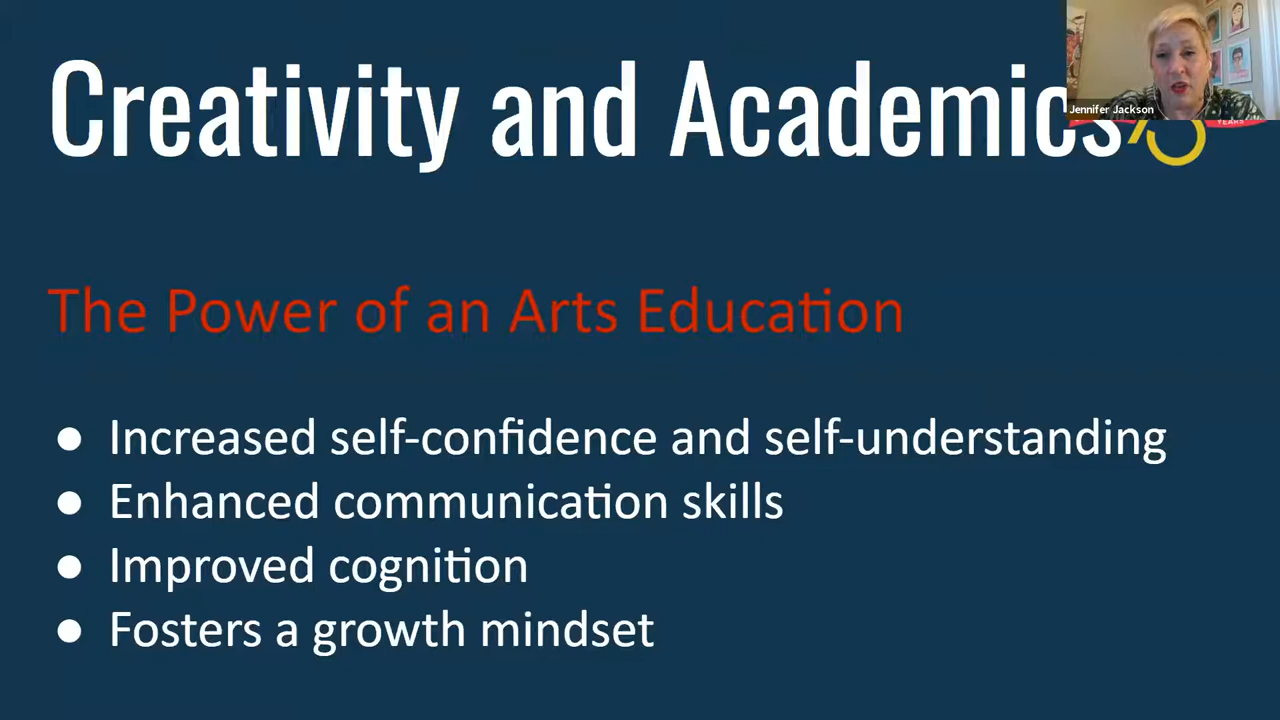 Creativity and Academics
Jennifer Jackson
YEARS
The Power of an Arts Education
● Increased self-confidence and self-understanding
● Enhanced communication skills
● Improved cognition
● Fosters a growth mindset